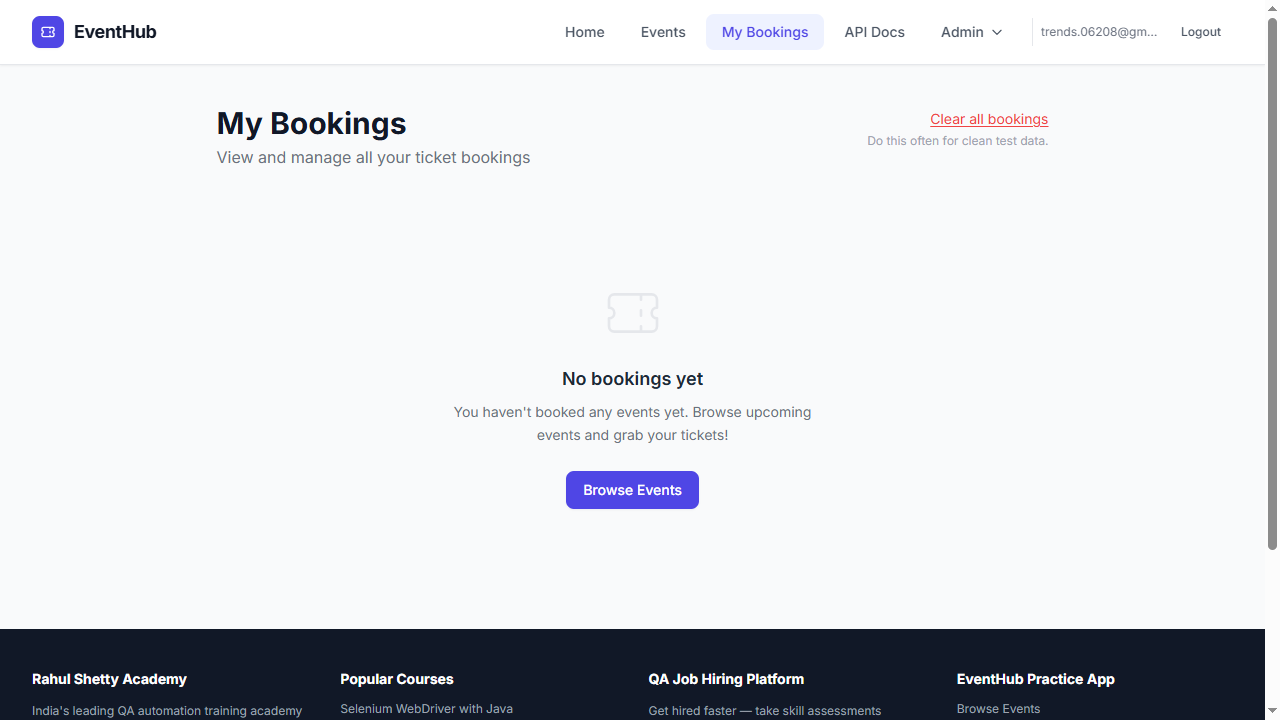 EventHub
Home
Events
My Bookings
API Docs
Admin
trends.06208@gm...
Logout
My Bookings
View and manage all your ticket bookings
Clear all bookings
Do this often for clean test data.
No bookings yet
You haven't booked any events yet. Browse upcoming
events and grab your tickets!
Browse Events
Rahul Shetty Academy
India's leading QA automation training academy
Popular Courses
Selenium WebDriver with Java
QA Job Hiring Platform
Get hired faster — take skill assessments
EventHub Practice App
Browse Events